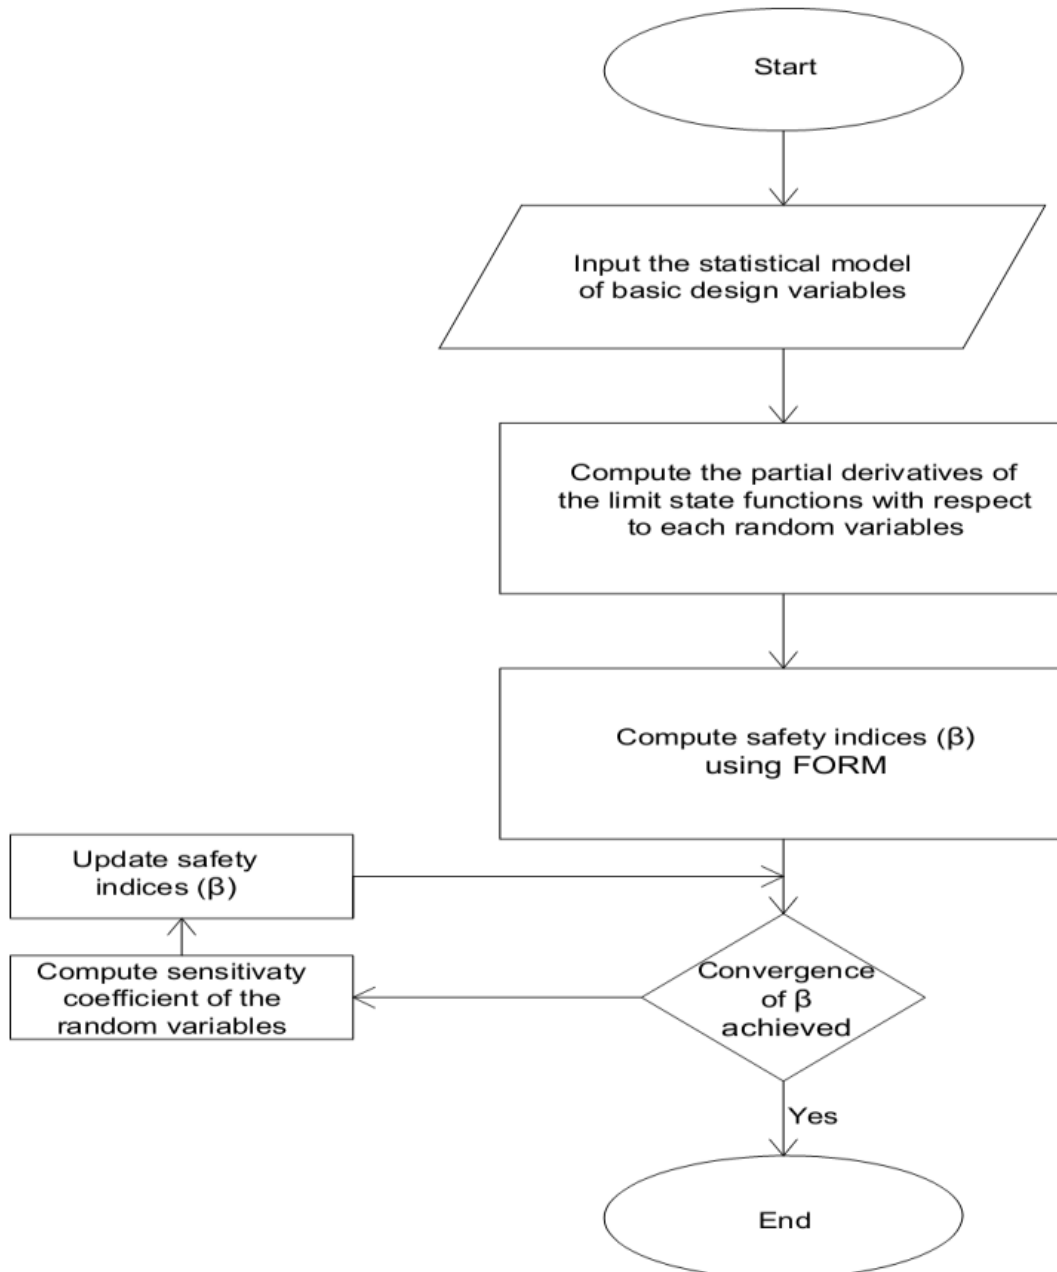 Start
Input the statistical model
of basic design variables
Compute the partial derivatives of
the limit state functions with respect
to each random variables
Compute safety indices (β)
using FORM
Update safety
indices (β)
Compute sensitivaty
coefficient of the
random variables
Convergence
of β
achieved
Yes
End